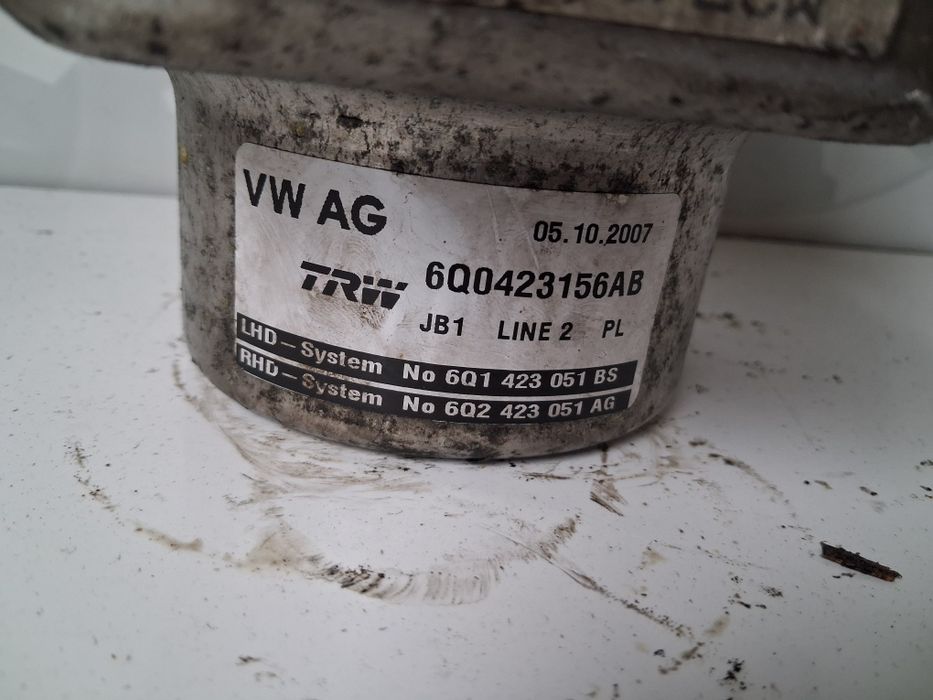 VW AG
05.10.2007
TRW 6Q0423156AB
JB1 LINE 2 PL
LHD – System No 6Q1 423 051 BS
RHD – System No 6Q2 423 051 AG